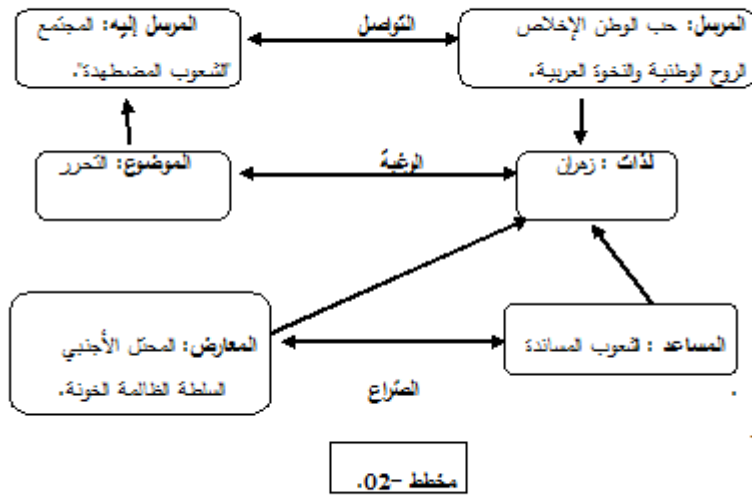 المرسل: حب الوطن الإخلاص
الروح الوطنية والنخوة العربية.
التواصل
المرسل إليه: المجتمع
"الشعوب المضطهدة".
لذات : زهران
الرغبة
الموضوع: التحرر
المساعد : الشعوب المساندة
.
المعارض: المحتل الأجنبي
السلطة الظالمة الخونة.
الصّراع
مخطط -02.